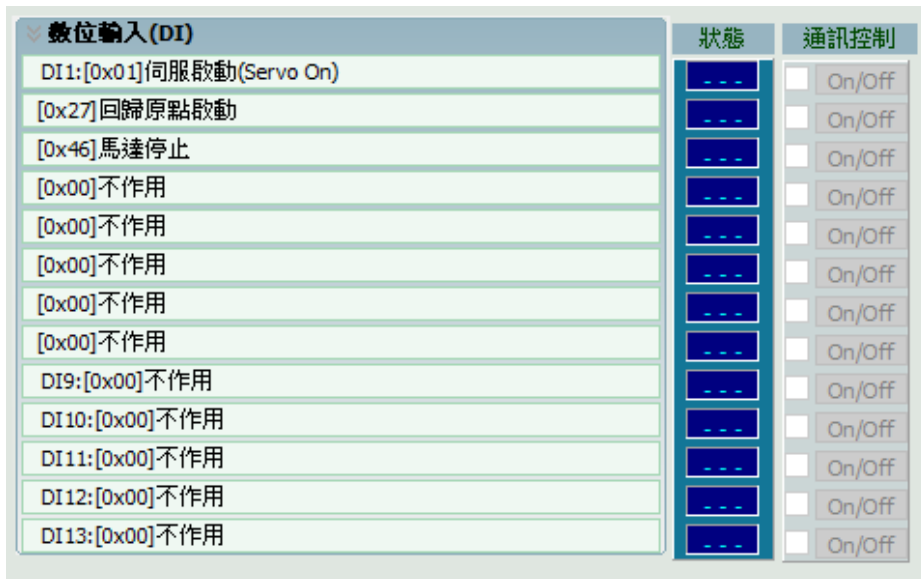 數位輸入(DI) 狀態 通訊控制
DI1:[0x01]伺服啟動(Servo On) - - - On/Off
[0x27]回歸原點啟動 - - - On/Off
[0x46]馬達停止 - - - On/Off
[0x00]不作用 - - - On/Off
[0x00]不作用 - - - On/Off
[0x00]不作用 - - - On/Off
[0x00]不作用 - - - On/Off
[0x00]不作用 - - - On/Off
DI9:[0x00]不作用 - - - On/Off
DI10:[0x00]不作用 - - - On/Off
DI11:[0x00]不作用 - - - On/Off
DI12:[0x00]不作用 - - - On/Off
DI13:[0x00]不作用 - - - On/Off